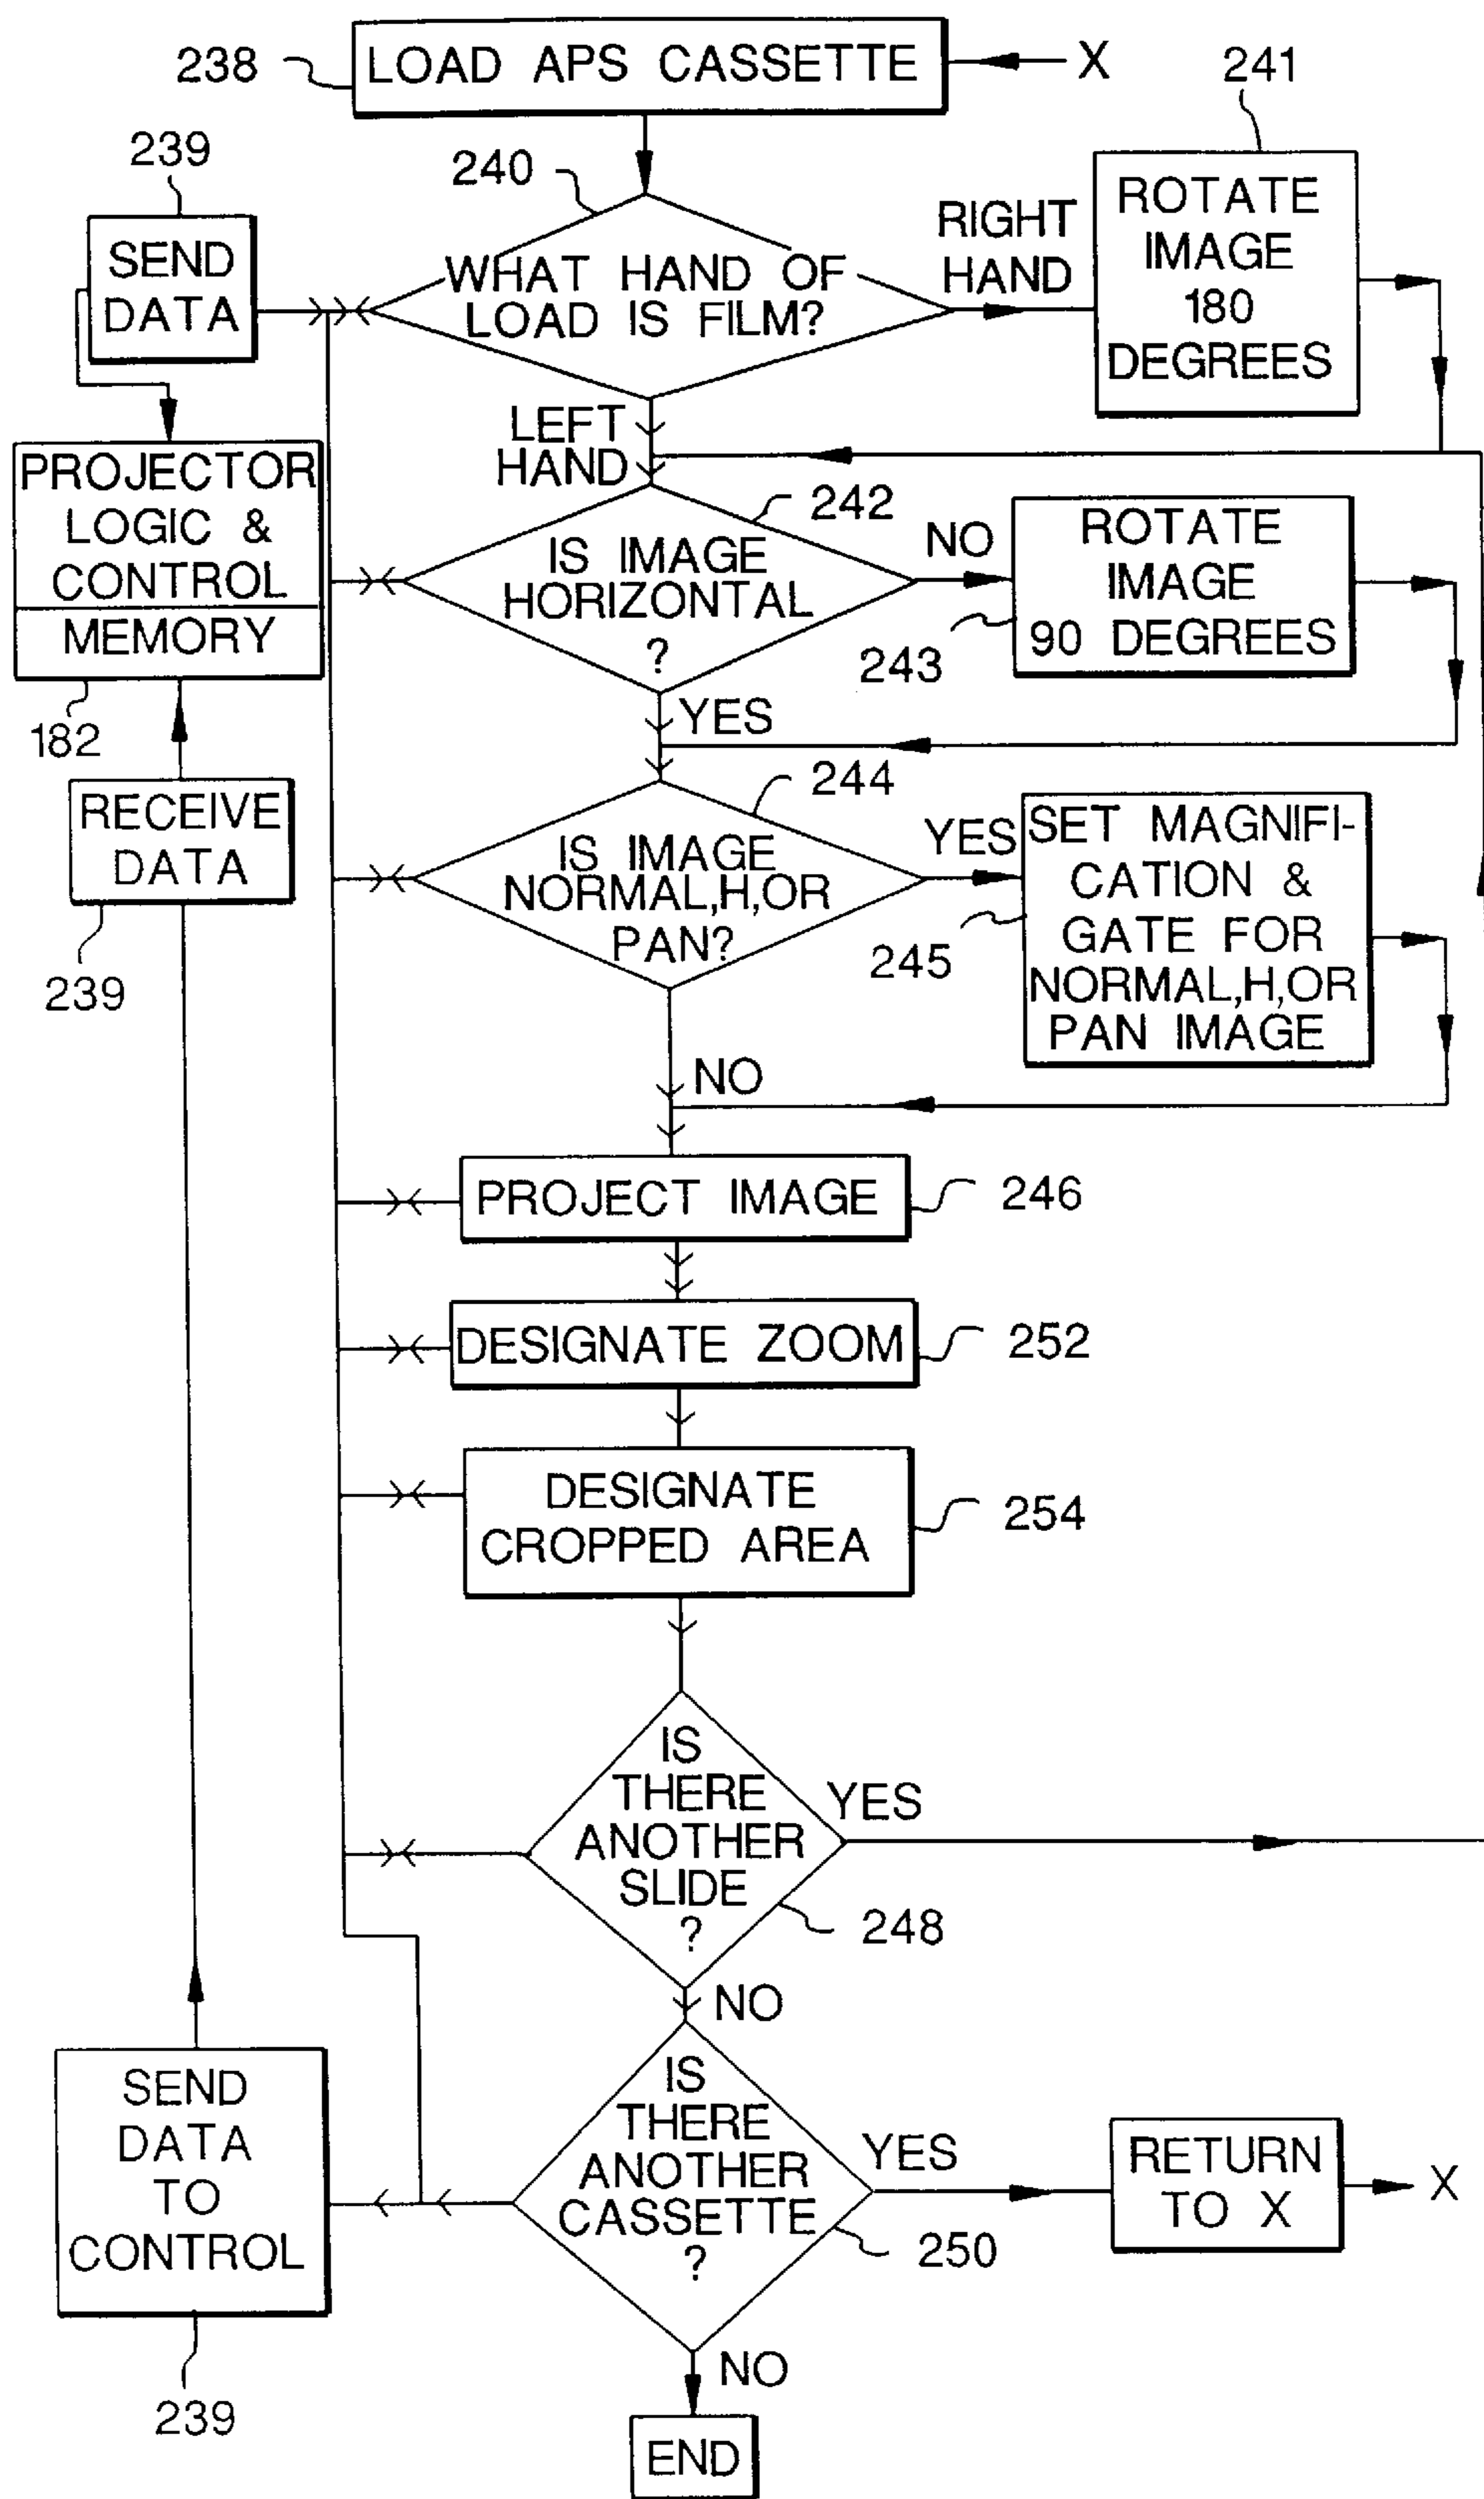 238
LOAD APS CASSETTE
X
241
239
240
SEND
DATA
WHAT HAND OF
LOAD IS FILM?
RIGHT
HAND
ROTATE
IMAGE
180
DEGREES
LEFT
HAND
PROJECTOR
LOGIC &
CONTROL
MEMORY
182
242
IS IMAGE
HORIZONTAL
?
NO
ROTATE
IMAGE
90 DEGREES
243
YES
RECEIVE
DATA
239
244
IS IMAGE
NORMAL,H,OR
PAN?
YES
SET MAGNIFI-
CATION &
GATE FOR
NORMAL,H,OR
PAN IMAGE
245
NO
PROJECT IMAGE
246
DESIGNATE ZOOM
252
DESIGNATE
CROPPED AREA
254
IS
THERE
ANOTHER
SLIDE
?
YES
248
NO
SEND
DATA
TO
CONTROL
239
IS
THERE
ANOTHER
CASSETTE
?
YES
250
RETURN
TO X
X
NO
END